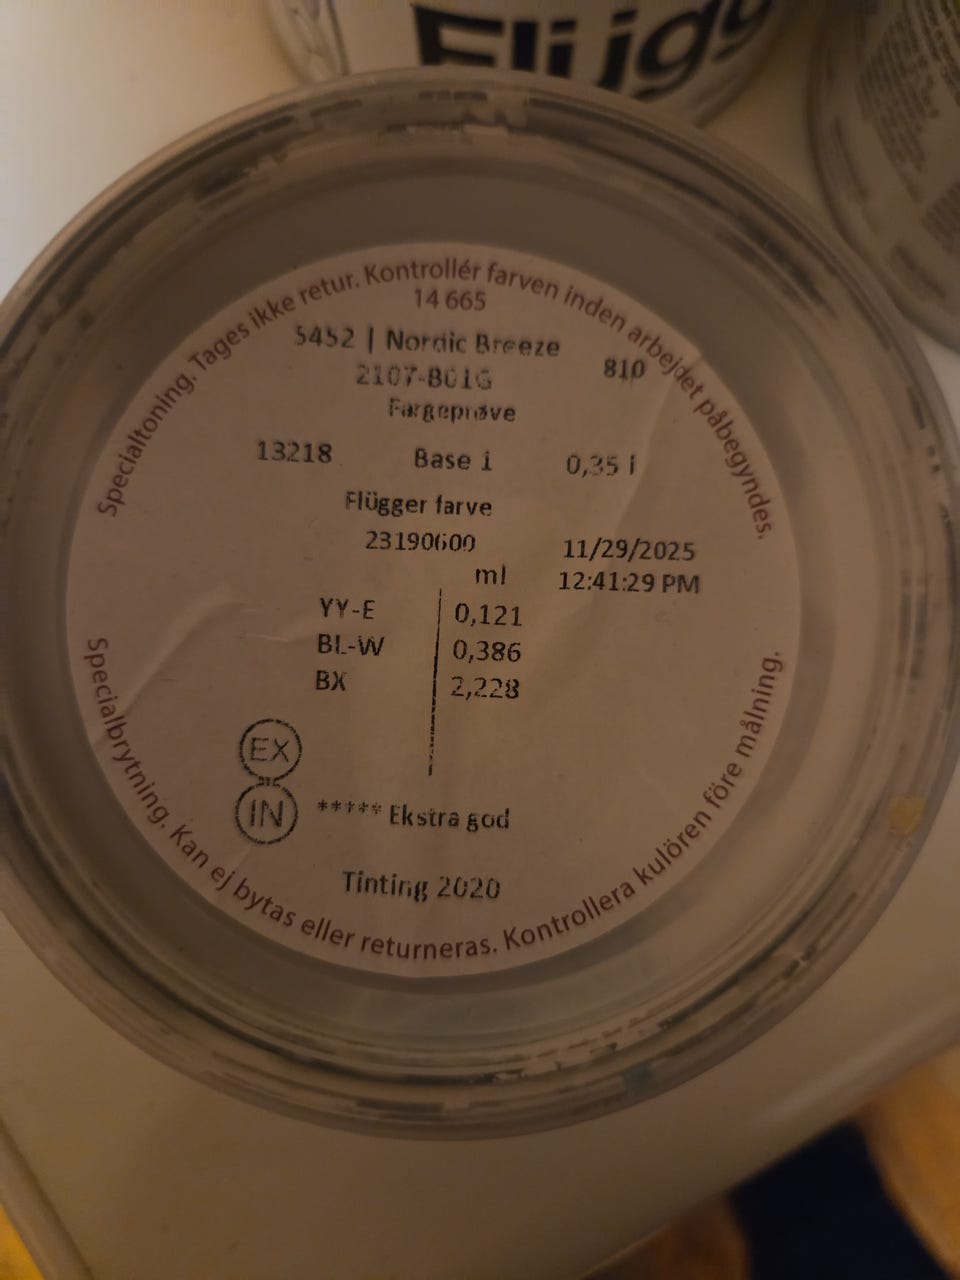 Flügger
Specialtoning. Tages ikke retur. Kontrollér farven inden arbejdet påbegyndes.
14 665
5452 | Nordic Breeze
810
2107-B01G
Fargeprøve
13218 Base 1 0,35 l
Flügger farve
23190600 11/29/2025
ml 12:41:29 PM
YY-E 0,121
BL-W 0,386
BX 2,228
EX
IN ***** Ekstra god
Tinting 2020
Specialbrytning. Kan ej bytas eller returneras. Kontrollera kulören före målning.